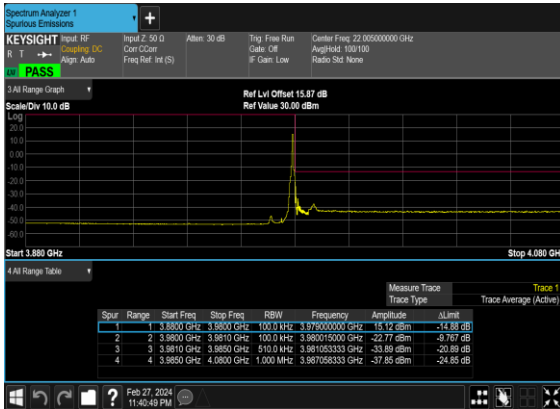 Spectrum Analyzer 1
Spurious Emissions
KEYSIGHT Input: RF Input Z: 50 Ω Atten: 30 dB Trig: Free Run Center Freq: 22.005000000 GHz
R T Coupling: DC Corr CCorr Gate: Off Avg|Hold: 100/100
Align: Auto Freq Ref: Int (S) IF Gain: Low Radio Std: None
LXI PASS
3 All Range Graph
Ref Lvl Offset 15.87 dB
Scale/Div 10.0 dB Ref Value 30.00 dBm
Log
20.0
10.0
0.00
-10.0
-20.0
-30.0
-40.0
-50.0
-60.0
Start 3.880 GHz Stop 4.080 GH
4 All Range Table
Measure Trace Trace 1
Trace Type Trace Average (Active)
Spur Range Start Freq Stop Freq RBW Frequency Amplitude ΔLimit
1 1 3.8800 GHz 3.9800 GHz 100.0 kHz 3.979000000 GHz 15.12 dBm -14.88 dB
2 2 3.9800 GHz 3.9810 GHz 100.0 kHz 3.980015000 GHz -22.77 dBm -9.767 dB
3 3 3.9810 GHz 3.9850 GHz 510.0 kHz 3.981053333 GHz -33.89 dBm -20.89 dB
4 4 3.9850 GHz 4.0800 GHz 1.000 MHz 3.987058333 GHz -37.85 dBm -24.85 dB
Feb 27, 2024
11:40:49 PM